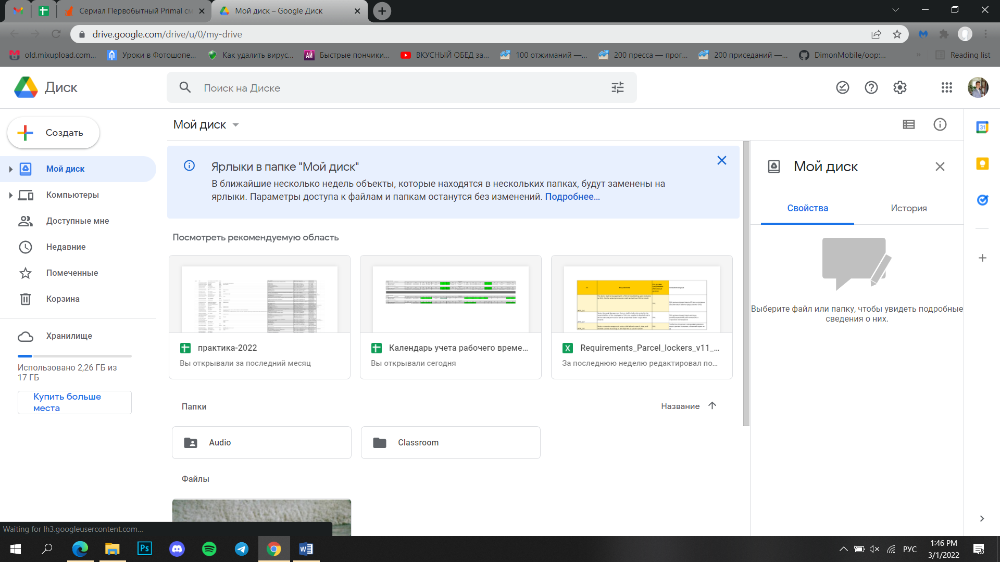 Сериал Первобытный Primal см
Мой диск – Google Диск
drive.google.com/drive/u/0/my-drive
old.mixupload.com...
Уроки в Фотошопе...
Как удалить вирус...
АЙ
Быстрые пончики...
ВКУСНЫЙ ОБЕД за...
100 отжиманий —...
200 пресса — прог...
200 приседаний —...
DimonMobile/oop:...
»
Reading list
Диск
Поиск на Диске
Создать
Мой диск
31
Мой диск
Компьютеры
Доступные мне
Недавние
Помеченные
Корзина
Хранилище
Использовано 2,26 ГБ из
17 ГБ
Купить больше
места
Ярлыки в папке "Мой диск"
В ближайшие несколько недель объекты, которые находятся в нескольких папках, будут заменены на
ярлыки. Параметры доступа к файлам и папкам останутся без изменений. Подробнее...
Посмотреть рекомендуемую область
практика-2022
Вы открывали за последний месяц
Календарь учета рабочего време...
Вы открывали сегодня
X
Requirements_Parcel_lockers_v11_...
За последнюю неделю редактировал по...
Папки
Название
Audio
Classroom
Файлы
Мой диск
Свойства
История
Выберите файл или папку, чтобы увидеть подробные
сведения о них.
Waiting for lh3.googleusercontent.com...
Ps
W
РУС
1:46 PM
3/1/2022